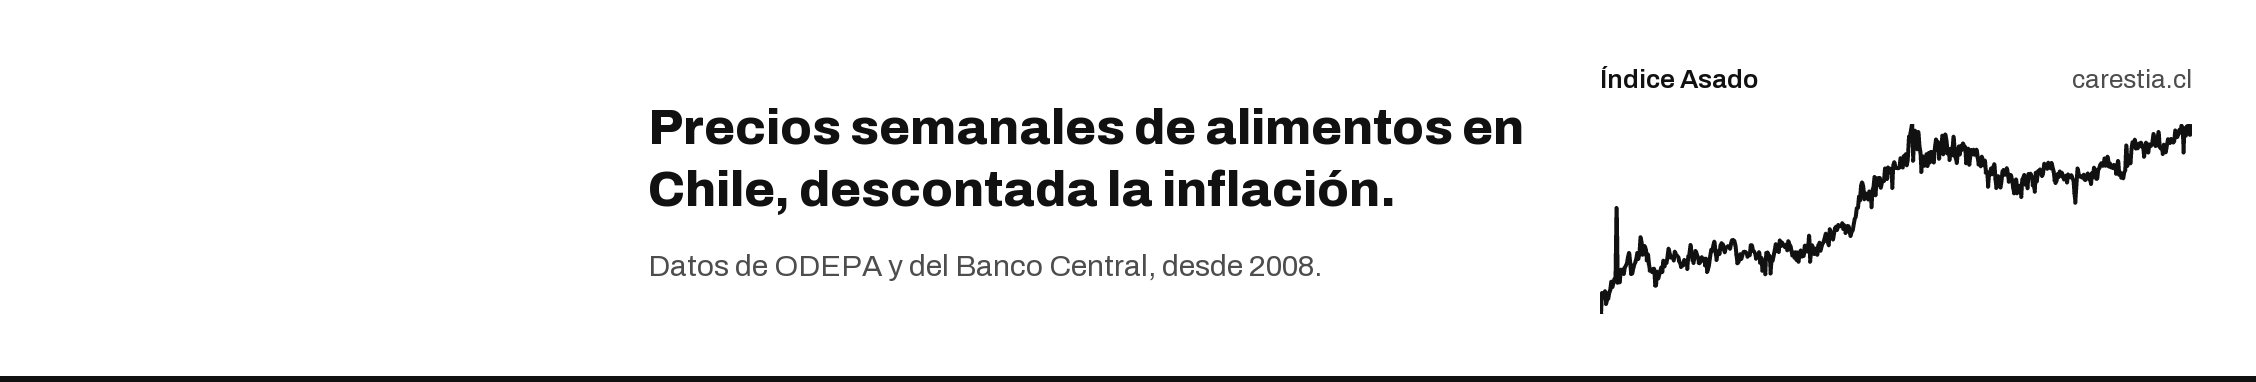 Precios semanales de alimentos en
Chile, descontada la inflación.
Datos de ODEPA y del Banco Central, desde 2008.
Índice Asado
carestia.cl